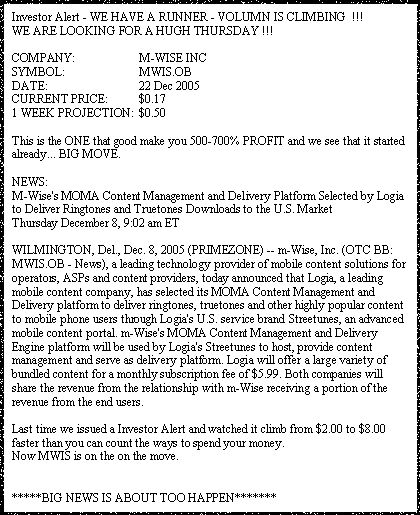 Investor Alert - WE HAVE A RUNNER - VOLUMN IS CLIMBING !!!
WE ARE LOOKING FOR A HUGH THURSDAY !!!
COMPANY: M-WISE INC
SYMBOL: MWIS.OB
DATE: 22 Dec 2005
CURRENT PRICE: $0.17
1 WEEK PROJECTION: $0.50
This is the ONE that good make you 500-700% PROFIT and we see that it started
already... BIG MOVE.
NEWS:
M-Wise's MOMA Content Management and Delivery Platform Selected by Logia
to Deliver Ringtones and Truetones Downloads to the U.S. Market
Thursday December 8, 9:02 am ET
WILMINGTON, Del., Dec. 8, 2005 (PRIMEZONE) -- m-Wise, Inc. (OTC BB:
MWIS.OB - News), a leading technology provider of mobile content solutions for
operators, ASPs and content providers, today announced that Logia, a leading
mobile content company, has selected its MOMA Content Management and
Delivery platform to deliver ringtones, truetones and other highly popular content
to mobile phone users through Logia's U.S. service brand Streetunes, an advanced
mobile content portal. m-Wise's MOMA Content Management and Delivery
Engine platform will be used by Logia's Streetunes to host, provide content
management and serve as delivery platform. Logia will offer a large variety of
bundled content for a monthly subscription fee of $5.99. Both companies will
share the revenue from the relationship with m-Wise receiving a portion of the
revenue from the end users.
Last time we issued a Investor Alert and watched it climb from $2.00 to $8.00
faster than you can count the ways to spend your money.
Now MWIS is on the on the move.
*****BIG NEWS IS ABOUT TOO HAPPEN*******